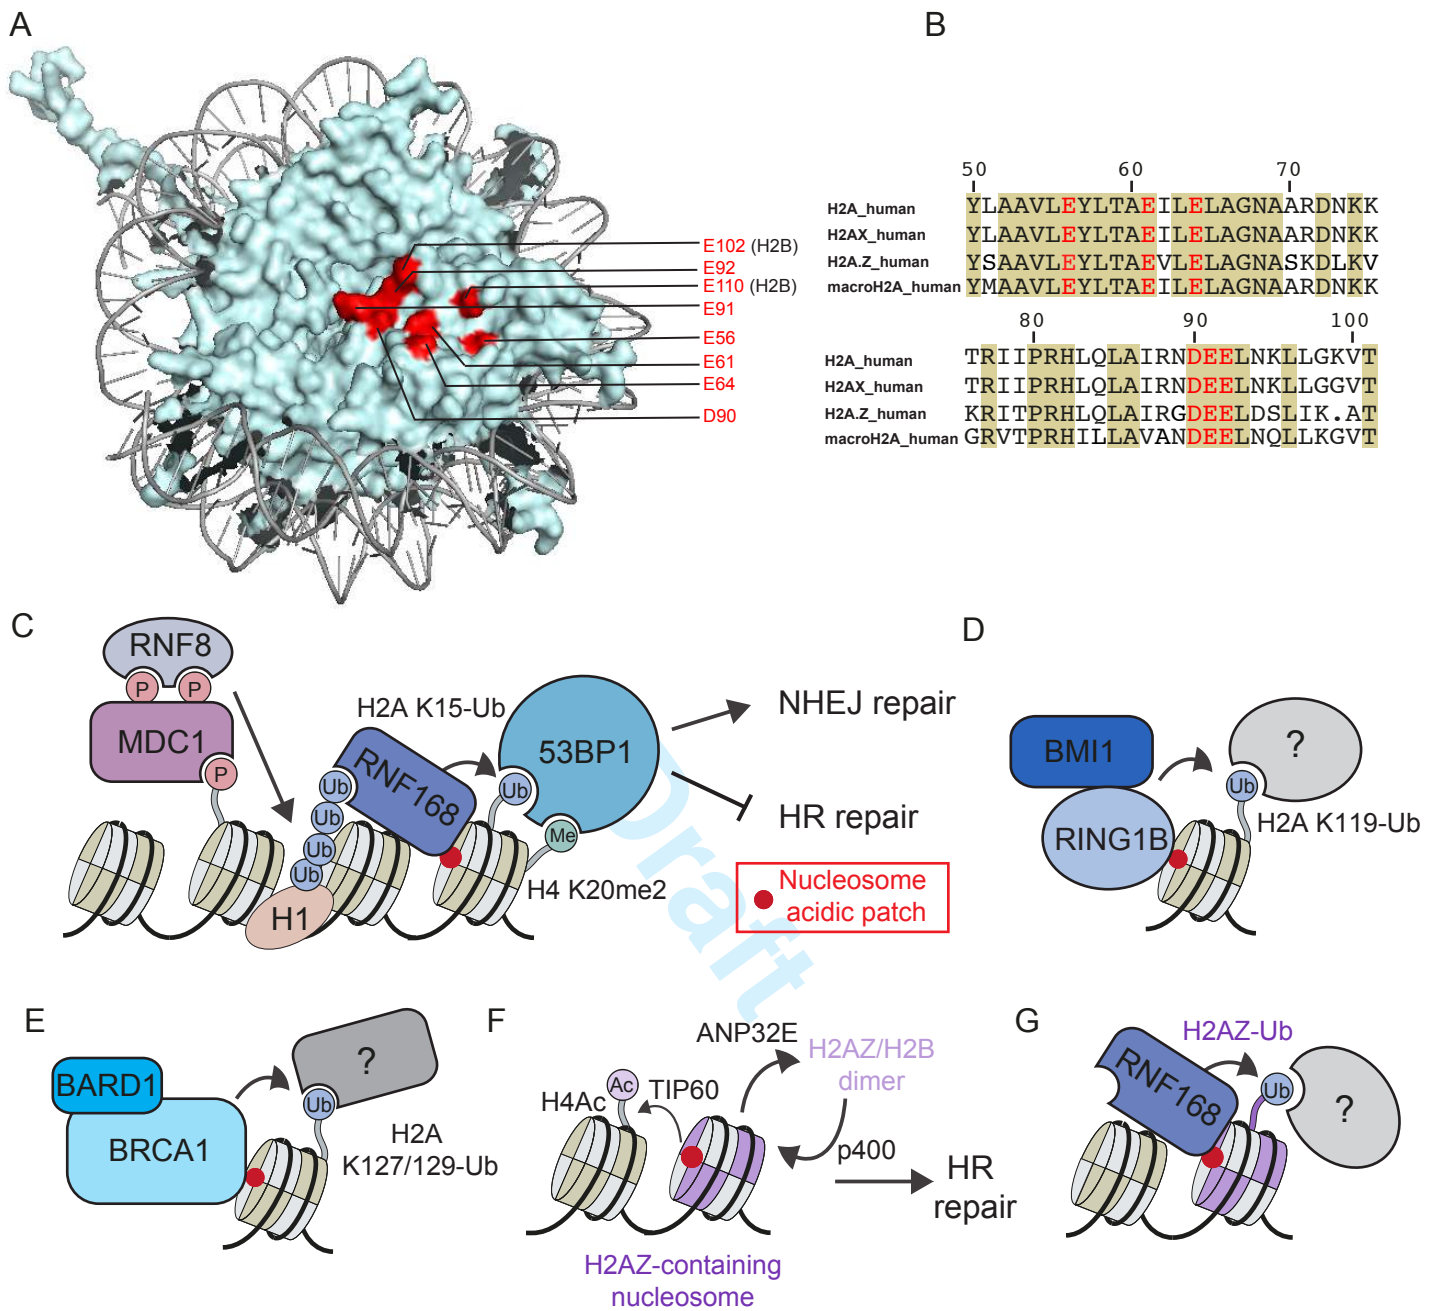 A
E102 (H2B)
E92
E110 (H2B)
E91
E56
E61
E64
D90
B
50 60 70
H2A_human YLAAVLEYLTAEILELAGNAARDNKK
H2AX_human YLAAVLEYLTAEILELAGNAARDNKK
H2A.Z_human YSAAVLEYLTAEVLELAGNASKDLKV
macroH2A_human YMAAVLEYLTAEILELAGNAARDNKK
80 90 100
H2A_human TRIIPRHLQLAIRNDEELNKLLGKVT
H2AX_human TRIIPRHLQLAIRNDEELNKLLGGVT
H2A.Z_human KRITPRHLQLAIRGDEELDSLIK.AT
macroH2A_human GRVTPRHILLAVANDEELNQLLKGVT
C
RNF8
P P
MDC1
P
H2A K15-Ub
RNF168
Ub
Ub
Ub
Ub
H1
Ub
53BP1
Me
H4 K20me2
NHEJ repair
HR repair
Nucleosome
acidic patch
Draft
D
BMI1
RING1B
?
Ub
H2A K119-Ub
E
BARD1
BRCA1
?
Ub
H2A
K127/129-Ub
F
ANP32E
H2AZ/H2B
dimer
Ac
TIP60
H4Ac
p400
HR
repair
H2AZ-containing
nucleosome
G
H2AZ-Ub
RNF168
Ub
?